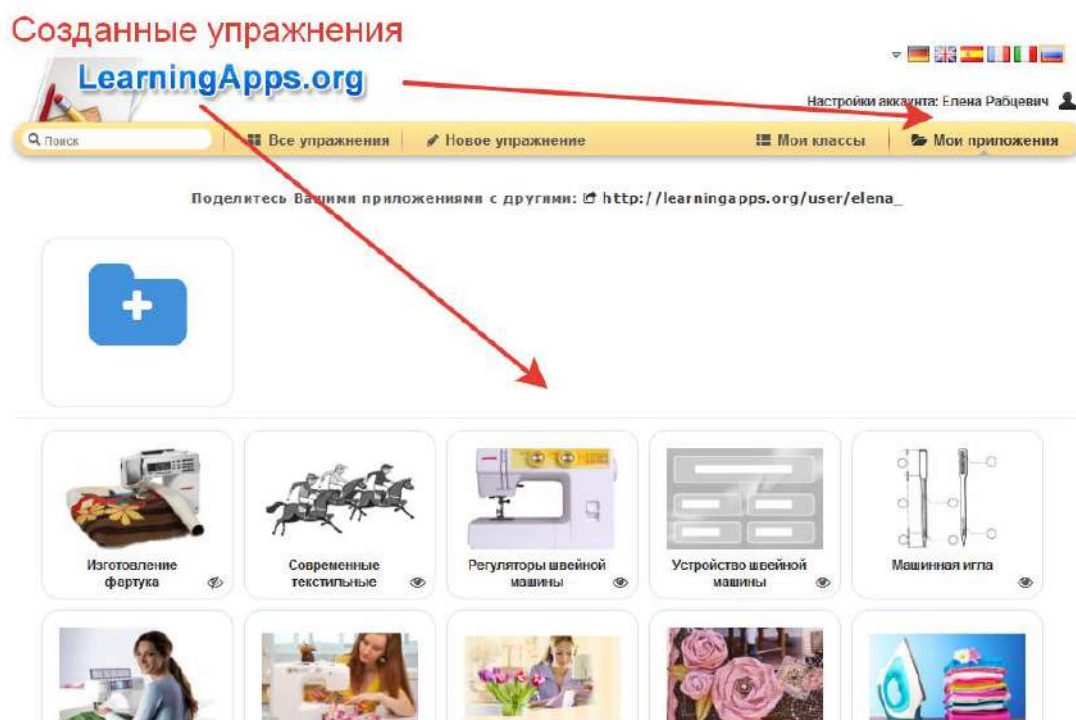 Созданные упражнения
LearningApps.org
Настройки аккаунта: Елена Рабцевич
Поиск
Все упражнения
Новое упражнение
Мои классы
Мои приложения
Поделитесь Вашими приложениями с другими: http://learningapps.org/user/elena_
Изготовление
фартука
Современные
текстильные
Регуляторы швейной
машины
Устройство швейной
машины
Машинная игла